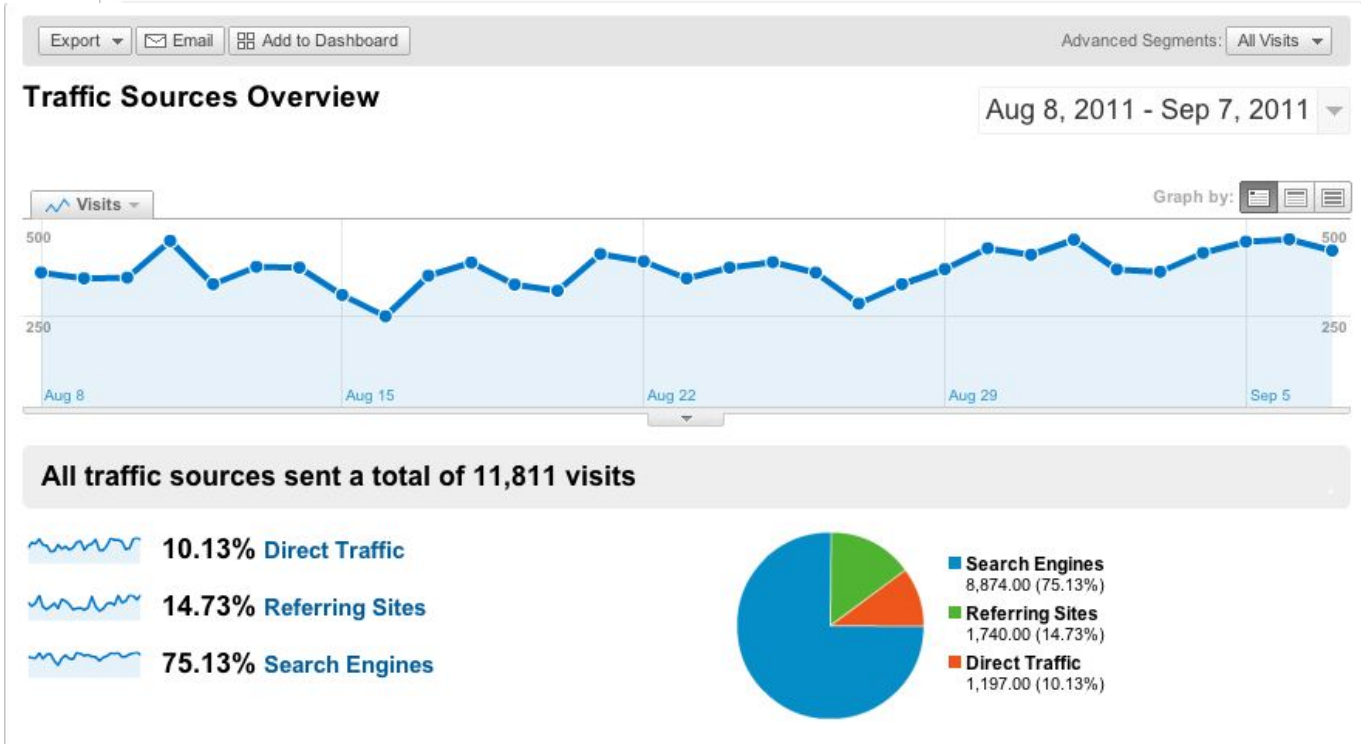 Export Email Add to Dashboard Advanced Segments: All Visits
Traffic Sources Overview
Aug 8, 2011 - Sep 7, 2011
Visits Graph by:
500 500
250 250
Aug 8 Aug 15 Aug 22 Aug 29 Sep 5
All traffic sources sent a total of 11,811 visits
10.13% Direct Traffic
14.73% Referring Sites
75.13% Search Engines
Search Engines
8,874.00 (75.13%)
Referring Sites
1,740.00 (14.73%)
Direct Traffic
1,197.00 (10.13%)